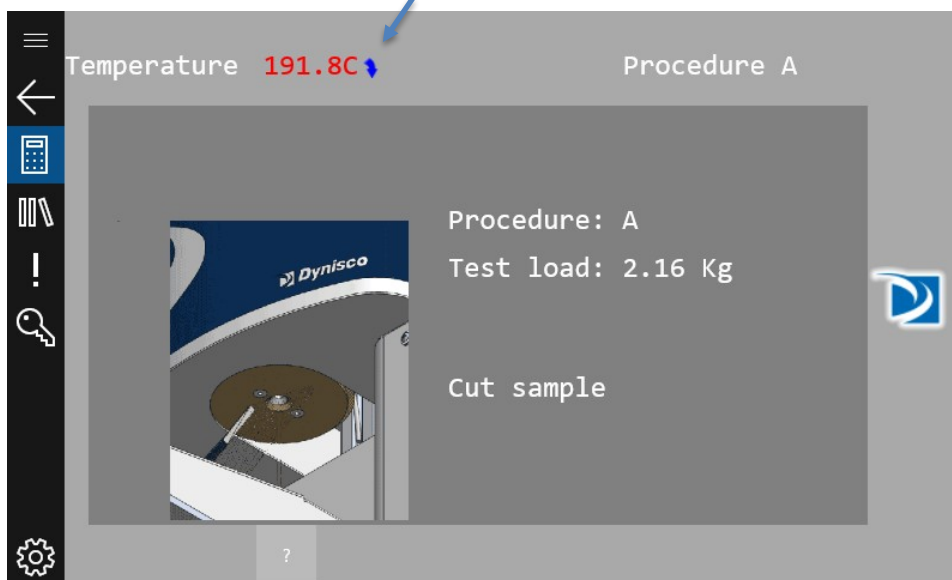 Temperature 191.8C Procedure A
Procedure: A
Test load: 2.16 Kg
Dynisco
Cut sample
?